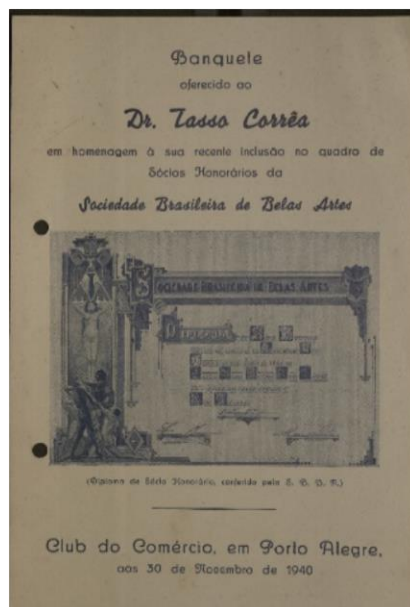 Banquete
oferecido ao
Dr. Tasso Corrêa
em homenagem à sua recente inclusão no quadro de
Sócios Honorários da
Sociedade Brasileira de Belas Artes
SOCIEDADE BRASILEIRA DE BELAS ARTES
(Diploma de Sócio Honorário, conferido pela S. B. B. A.)
Club do Comércio, em Porto Alegre,
aos 30 de Novembro de 1940